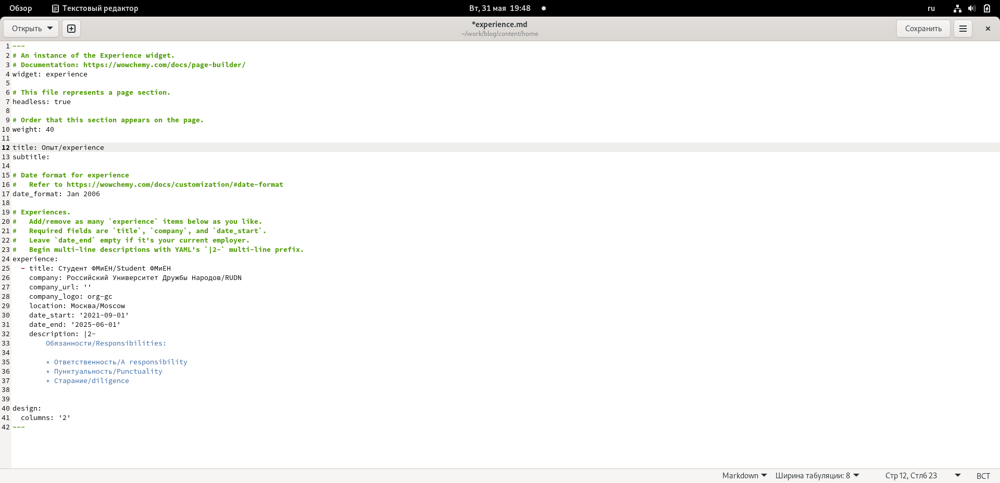 Обзор Текстовый редактор Вт, 31 мая 19:48 ru
Открыть *experience.md Сохранить
~/work/blog/content/home
1 ---
2 # An instance of the Experience widget.
3 # Documentation: https://wowchemy.com/docs/page-builder/
4 widget: experience
5
6 # This file represents a page section.
7 headless: true
8
9 # Order that this section appears on the page.
10 weight: 40
11
12 title: Опыт/experience
13 subtitle:
14
15 # Date format for experience
16 #   Refer to https://wowchemy.com/docs/customization/#date-format
17 date_format: Jan 2006
18
19 # Experiences.
20 #   Add/remove as many `experience` items below as you like.
21 #   Required fields are `title`, `company`, and `date_start`.
22 #   Leave `date_end` empty if it's your current employer.
23 #   Begin multi-line descriptions with YAML's `|2-` multi-line prefix.
24 experience:
25   - title: Студент ФМиЕН/Student ФМиЕН
26     company: Российский Университет Дружбы Народов/RUDN
27     company_url: ''
28     company_logo: org-gc
29     location: Москва/Moscow
30     date_start: '2021-09-01'
31     date_end: '2025-06-01'
32     description: |2-
33         Обязанности/Responsibilities:
34
35         * Ответственность/A responsibility
36         * Пунктуальность/Punctuality
37         * Старание/diligence
38
39
40 design:
41   columns: '2'
42 ---
Markdown Ширина табуляции: 8 Стр 12, Стлб 23 ВСТ